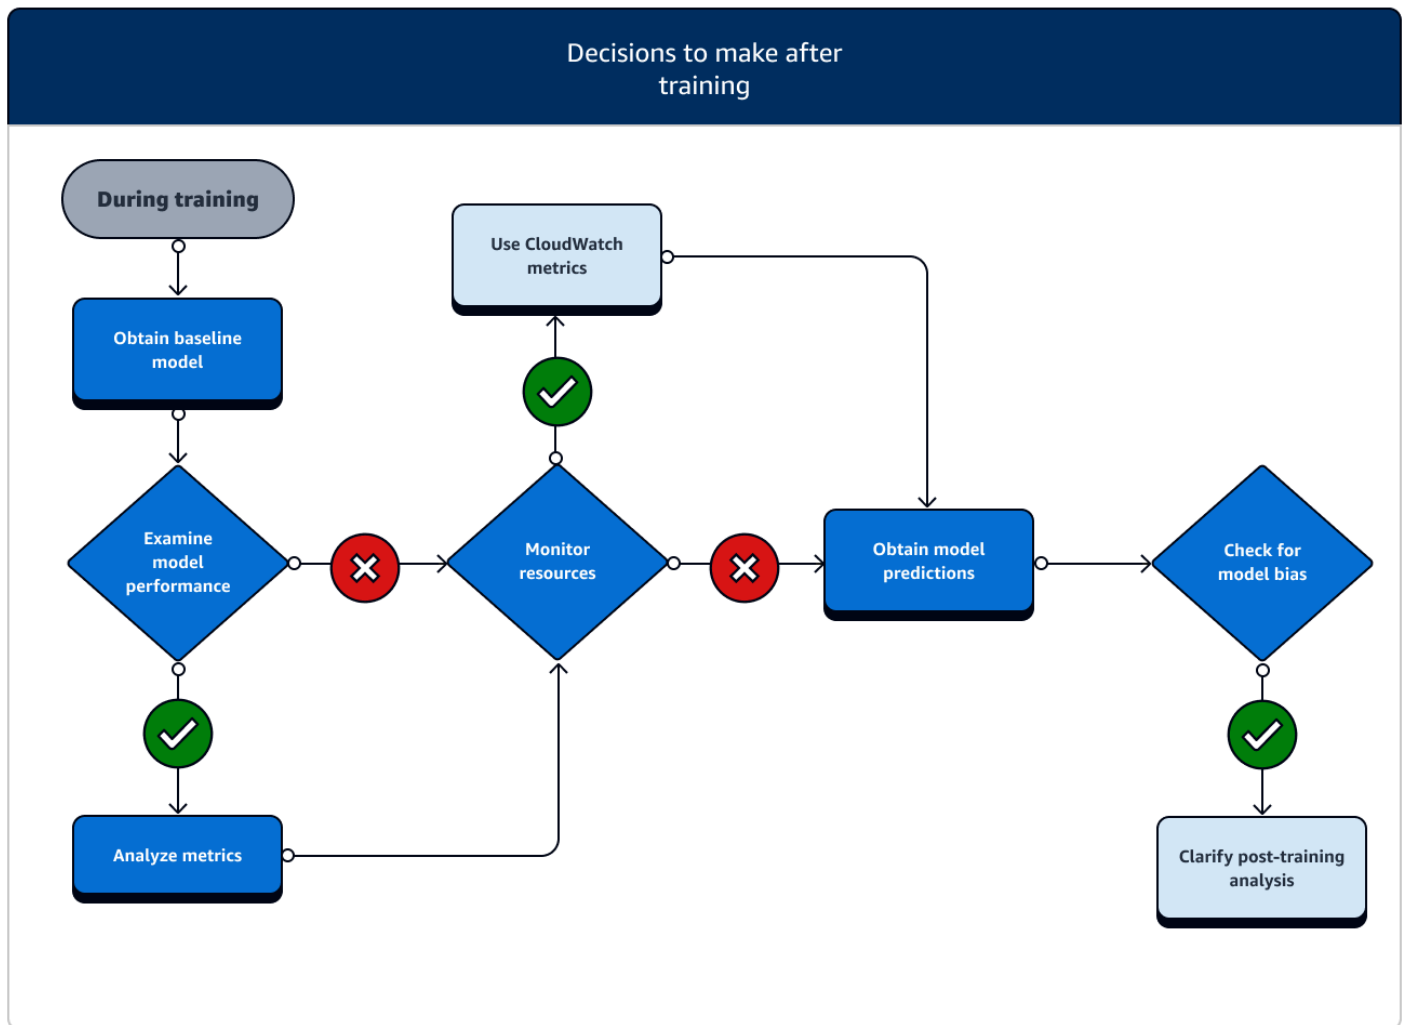 Decisions to make after
training
During training
Obtain baseline
model
Examine
model
performance
Analyze metrics
Use CloudWatch
metrics
Monitor
resources
Obtain model
predictions
Check for
model bias
Clarify post-training
analysis